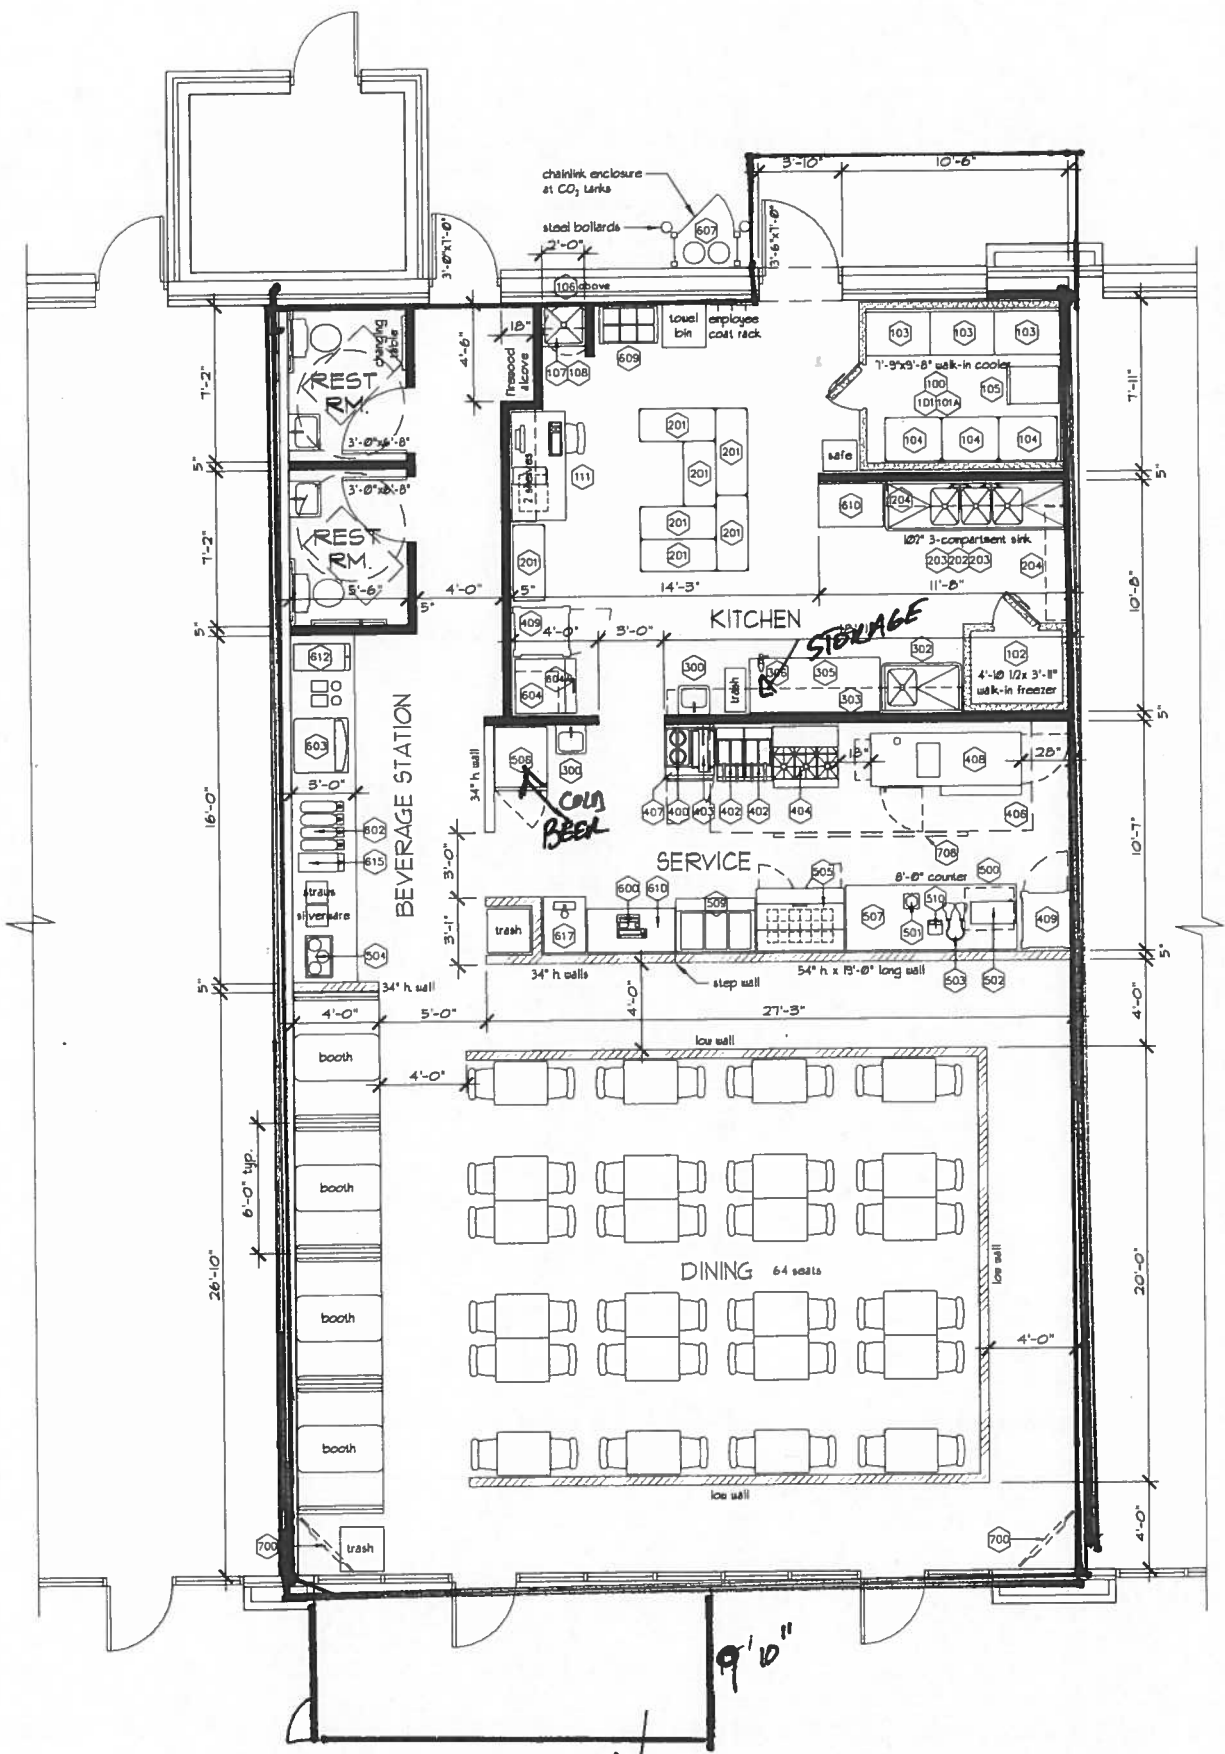 3'-10"
10'-6"
chainlink enclosure
at CO₂ tanks
steel bollards
607
3'-0"x7'-0"
3'-6"x7'-0"
2'-0"
106 above
18"
4'-6"
firewood
alcove
107 108
609
towel
bin
employee
coat rack
103 103 103
7'-9"x9'-8" walk-in cooler
100
101 101A
105
104 104 104
safe
7'-11"
5"
changing
table
REST
RM.
3'-0"x6'-8"
7'-2"
5"
3'-0"x6'-8"
REST
RM.
7'-2"
5'-6"
5"
4'-0"
5"
2 shelves
111
201
201
201
201
201
201
201
14'-3"
11'-8"
610
204
102" 3-compartment sink
203 202 203
204
10'-8"
5"
KITCHEN
STORAGE
409
4'-0"
3'-0"
604
604
300
trash
306
305
303
302
102
4'-10 1/2x 3'-11"
walk-in freezer
5"
612
603
3'-0"
602
615
straws
silverware
504
BEVERAGE STATION
16'-0"
5"
34" h wall
34" h wall
508
300
COLD
BEER
407 400 403 402 402 404
18"
408
28"
406
708
SERVICE
10'-7"
3'-0"
3'-1"
trash
617
600
610
509
505
8'-0" counter
500
507
501
510
503
502
409
5"
34" h walls
step wall
54" h x 19'-0" long wall
4'-0"
5'-0"
4'-0"
27'-3"
4'-0"
low wall
4'-0"
booth
booth
booth
booth
6'-0" typ.
26'-10"
DINING 64 seats
low wall
20'-0"
4'-0"
low wall
4'-0"
700
trash
700
9'10"